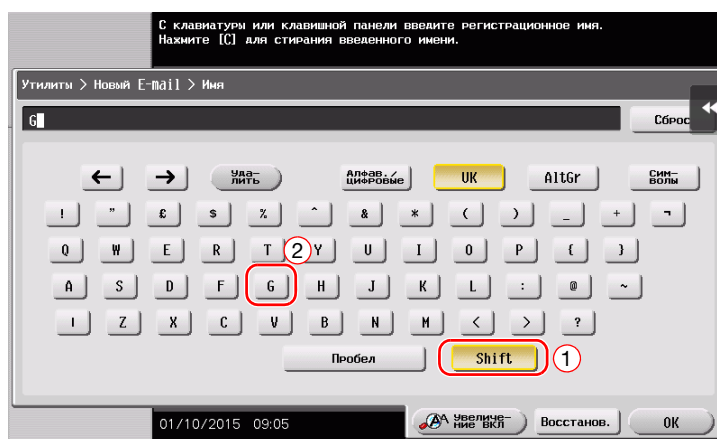 С клавиатуры или клавишной панели введите регистрационное имя.
Нажмите [C] для стирания введенного имени.
Утилиты > Новый E-mail > Имя
G
Сброс
← → Уда-
лить Алфав./
цифровые UK AltGr Сим-
волы
! " £ $ % ^ & * ( ) _ + ¬
Q W E R T 2 Y U I O P { }
A S D F G H J K L : @ ~
| Z X C V B N M < > ?
Пробел Shift 1
01/10/2015 09:05 Увеличе-
ние ВКЛ Восстанов. OK